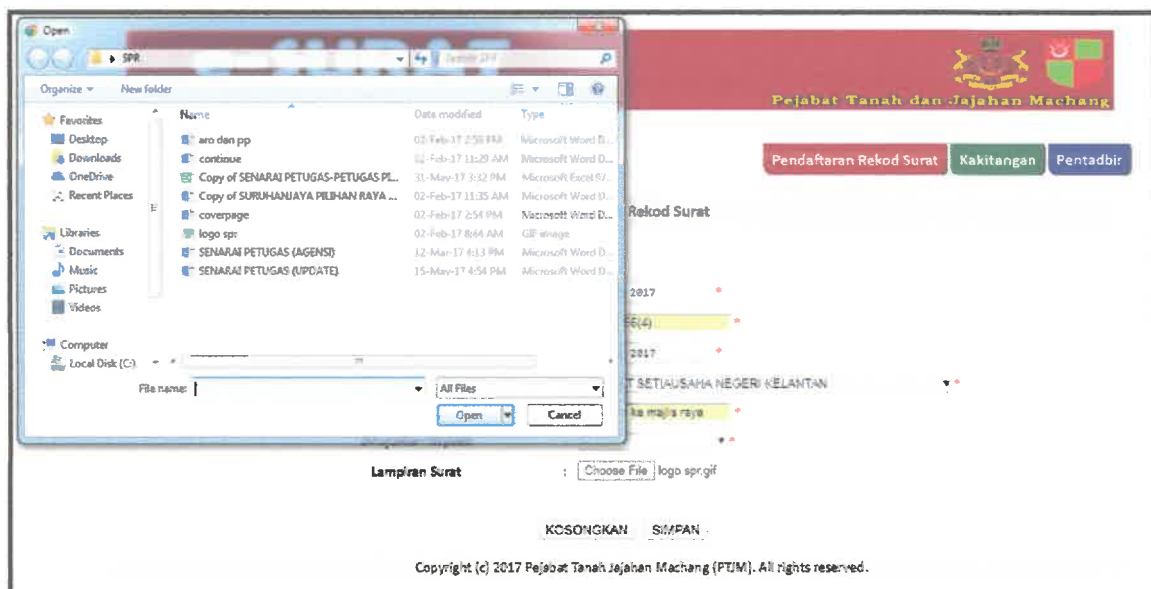 Open
SURAT
SPR
Organize
New folder
Pejabat Tanah dan Jajahan Machang
Favorites
Desktop
Downloads
OneDrive
Recent Places
Libraries
Documents
Music
Pictures
Videos
Computer
Local Disk (C:)
Name Date modified Type
aro dan pp 02-Feb-17 2:58 PM Microsoft Word D...
continue 02-Feb-17 11:29 AM Microsoft Word D...
Copy of SENARAI PETUGAS-PETUGAS PI... 31-May-17 3:32 PM Microsoft Excel 97...
Copy of SURUHANJAYA PILIHAN RAYA ... 02-Feb-17 11:35 AM Microsoft Word D...
coverpage 02-Feb-17 2:54 PM Microsoft Word D...
logo spr 02-Feb-17 8:44 AM GIF image
SENARAI PETUGAS (AGENSI) 12-Mar-17 4:13 PM Microsoft Word D...
SENARAI PETUGAS (UPDATE) 15-May-17 4:54 PM Microsoft Word D...
File name: All Files
Open Cancel
Pendaftaran Rekod Surat Kakitangan Pentadbir
Rekod Surat
2017 *
(4) *
2017 *
T SETIAUSAHA NEGERI KELANTAN *
ke majlis raya *
*
Lampiran Surat : Choose File logo spr.gif
KOSONGKAN SIMPAN
Copyright (c) 2017 Pejabat Tanah Jajahan Machang (PTJM). All rights reserved.